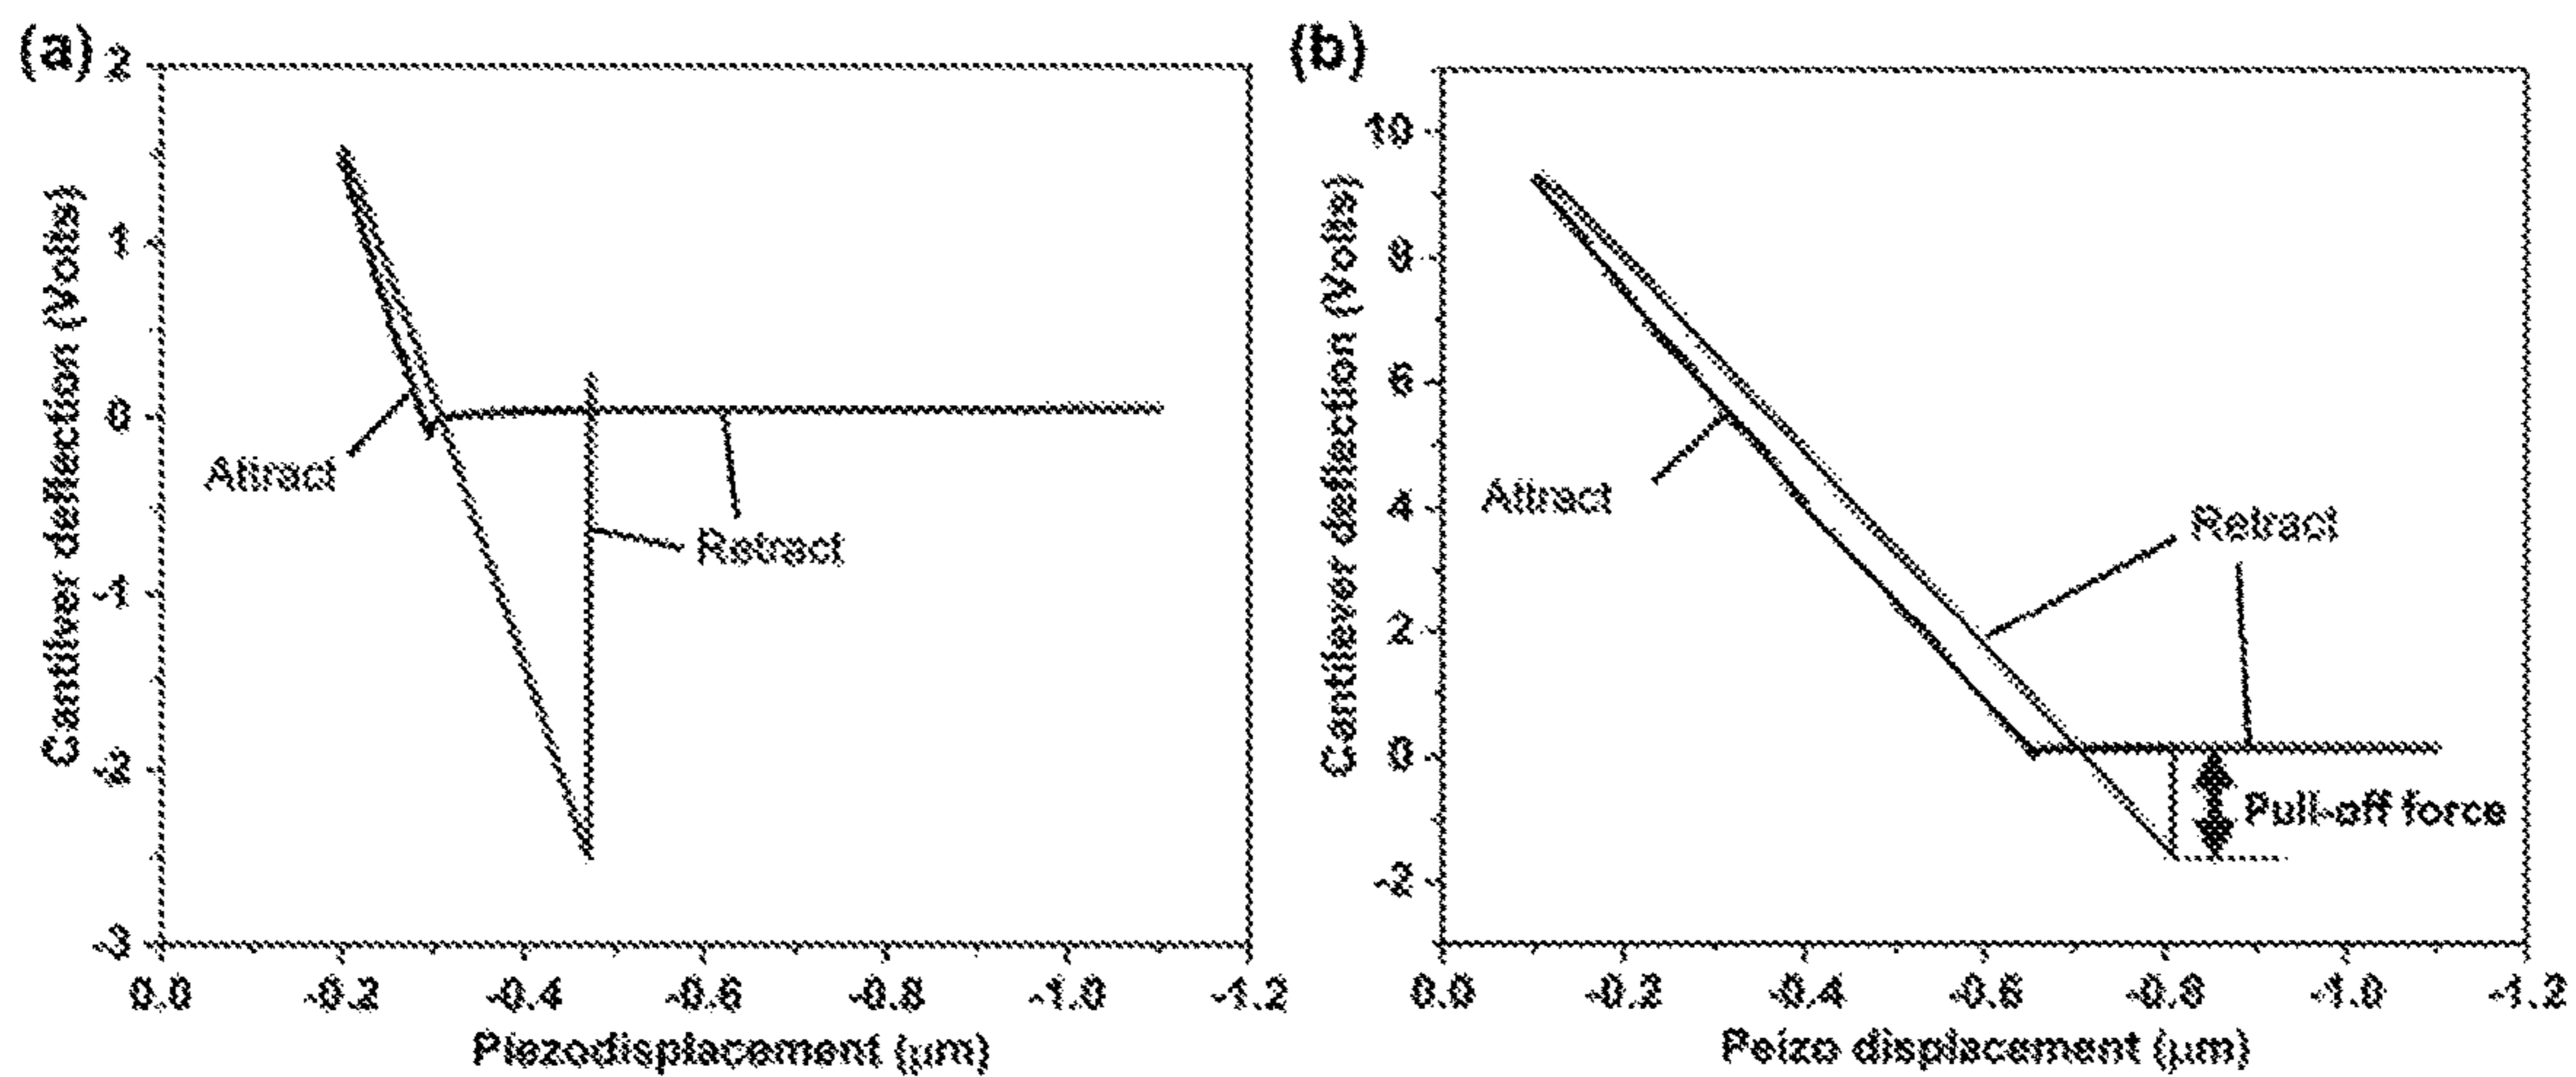 (a)
2
1
0
-1
-2
-3
Cantilver deflection (Volts)
Attract
Retract
0.0 -0.2 -0.4 -0.6 -0.8 -1.0 -1.2
Piezodisplacement (μm)
(b)
10
8
6
4
2
0
-2
Cantilever deflection (Volts)
Attract
Retract
Pull-off force
0.0 -0.2 -0.4 -0.6 -0.8 -1.0 -1.2
Peizo displacement (μm)